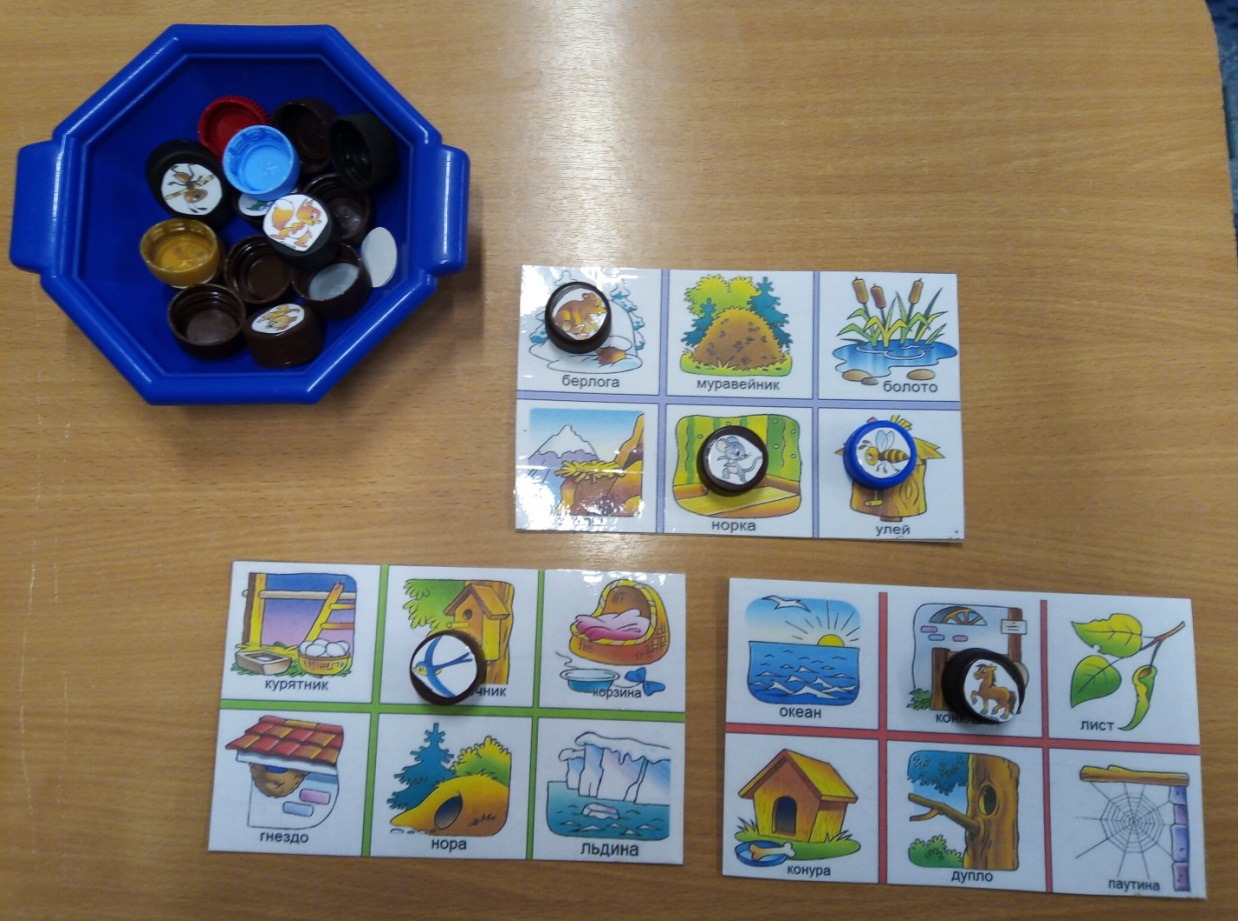 берлога
муравейник
болото
норка
улей
курятник
корзина
гнездо
нора
льдина
океан
лист
конура
дупло
паутина